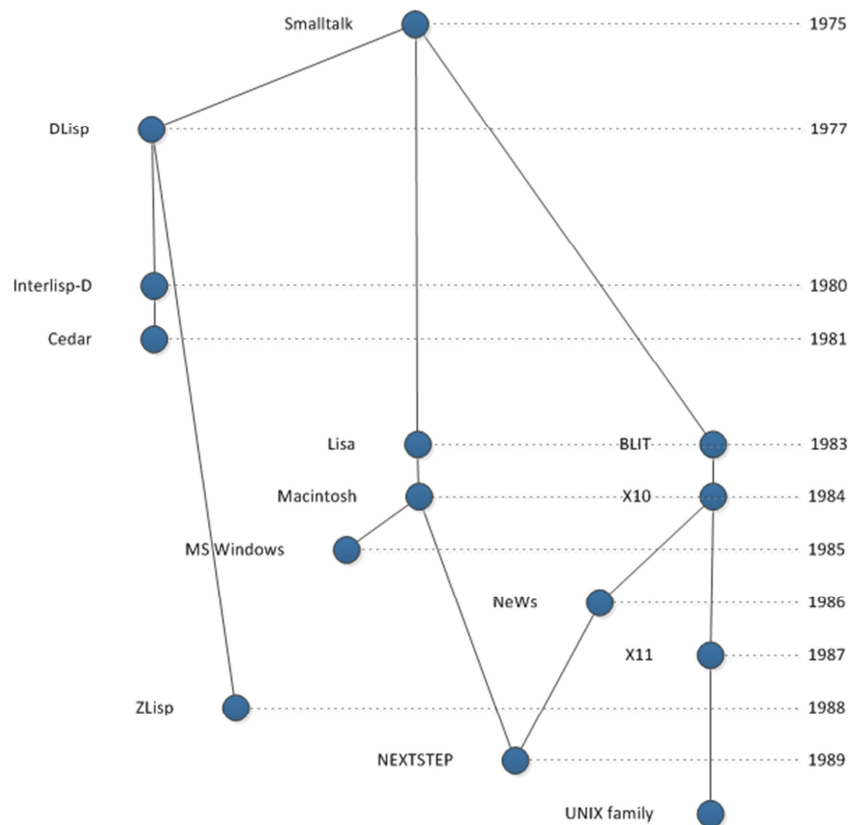 Smalltalk 1975
DLisp 1977
Interlisp-D 1980
Cedar 1981
Lisa BLIT 1983
Macintosh X10 1984
MS Windows 1985
NeWs 1986
X11 1987
ZLisp 1988
NEXTSTEP 1989
UNIX family